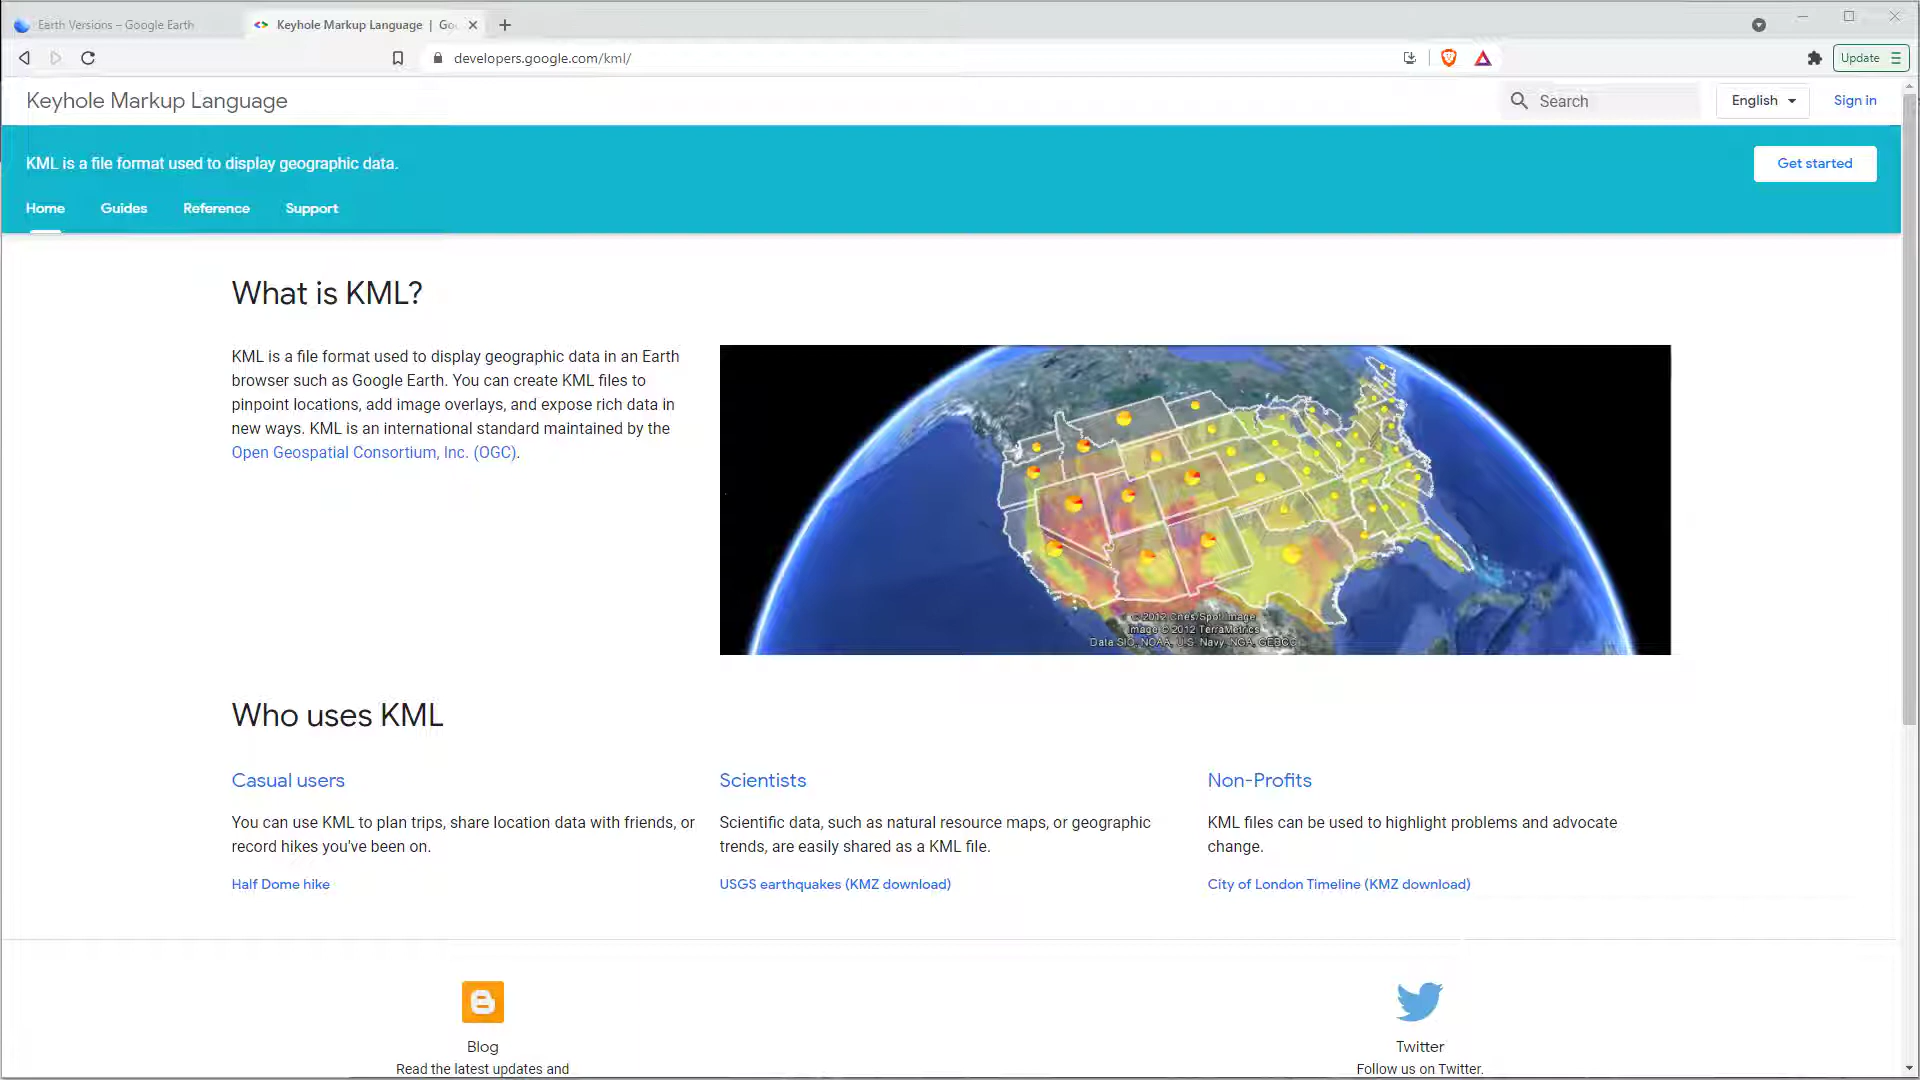 Earth Versions – Google Earth
Keyhole Markup Language | Go
developers.google.com/kml/
Update
Keyhole Markup Language
Search
English
Sign in
KML is a file format used to display geographic data.
Get started
Home
Guides
Reference
Support
What is KML?
KML is a file format used to display geographic data in an Earth
browser such as Google Earth. You can create KML files to
pinpoint locations, add image overlays, and expose rich data in
new ways. KML is an international standard maintained by the
Open Geospatial Consortium, Inc. (OGC).
© 2012 Cnes/Spot Image
Image © 2012 TerraMetrics
Data SIO, NOAA, U.S. Navy, NGA, GEBCO
Who uses KML
Casual users
You can use KML to plan trips, share location data with friends, or
record hikes you've been on.
Half Dome hike
Scientists
Scientific data, such as natural resource maps, or geographic
trends, are easily shared as a KML file.
USGS earthquakes (KMZ download)
Non-Profits
KML files can be used to highlight problems and advocate
change.
City of London Timeline (KMZ download)
Blog
Read the latest updates and
Twitter
Follow us on Twitter.